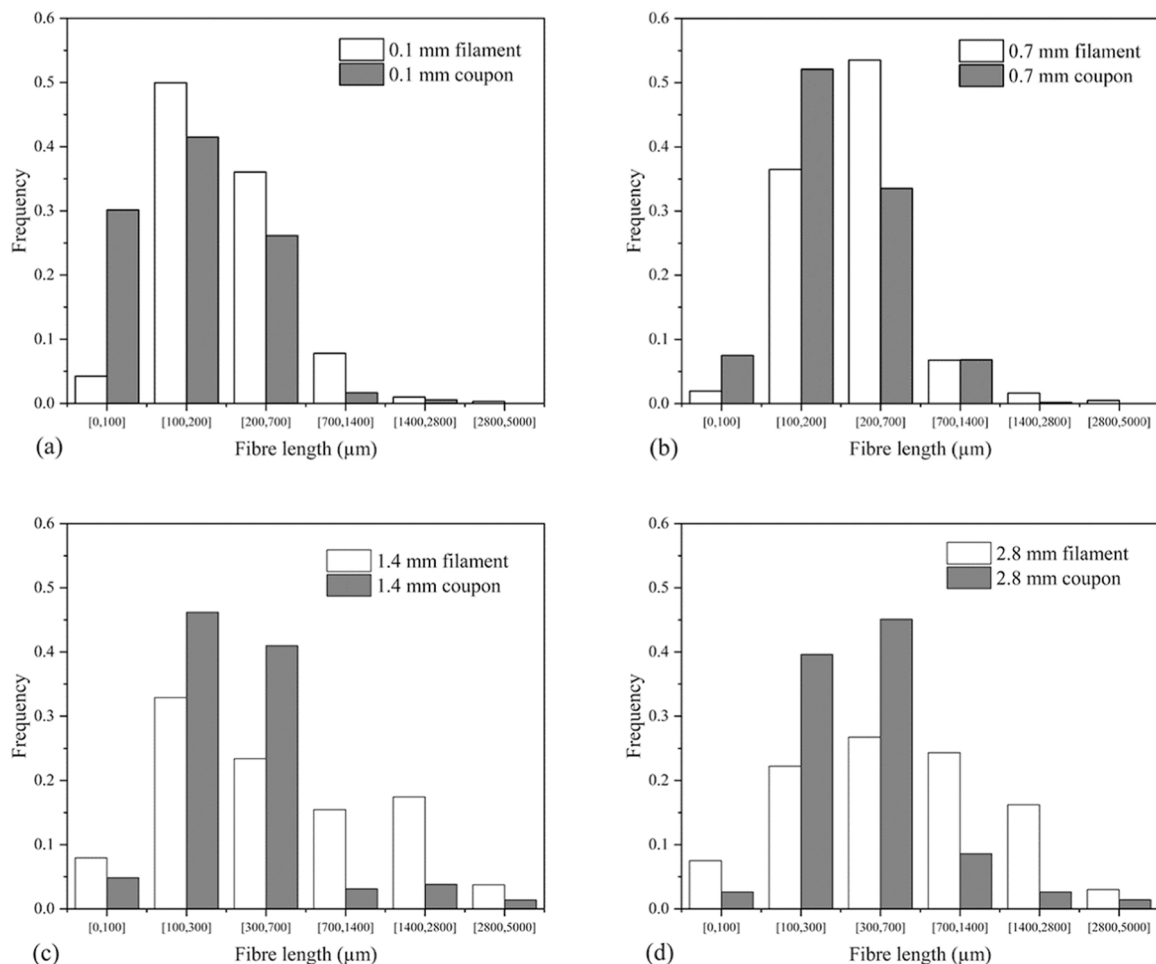 0.6
0.5
0.4
0.3
0.2
0.1
0.0
Frequency
0.1 mm filament
0.1 mm coupon
[0,100] [100,200] [200,700] [700,1400] [1400,2800] [2800,5000]
(a) Fibre length (µm)
0.6
0.5
0.4
0.3
0.2
0.1
0.0
Frequency
0.7 mm filament
0.7 mm coupon
[0,100] [100,200] [200,700] [700,1400] [1400,2800] [2800,5000]
(b) Fibre length (µm)
0.6
0.5
0.4
0.3
0.2
0.1
0.0
Frequency
1.4 mm filament
1.4 mm coupon
[0,100] [100,300] [300,700] [700,1400] [1400,2800] [2800,5000]
(c) Fibre length (µm)
0.6
0.5
0.4
0.3
0.2
0.1
0.0
Frequency
2.8 mm filament
2.8 mm coupon
[0,100] [100,300] [300,700] [700,1400] [1400,2800] [2800,5000]
(d) Fibre length (µm)